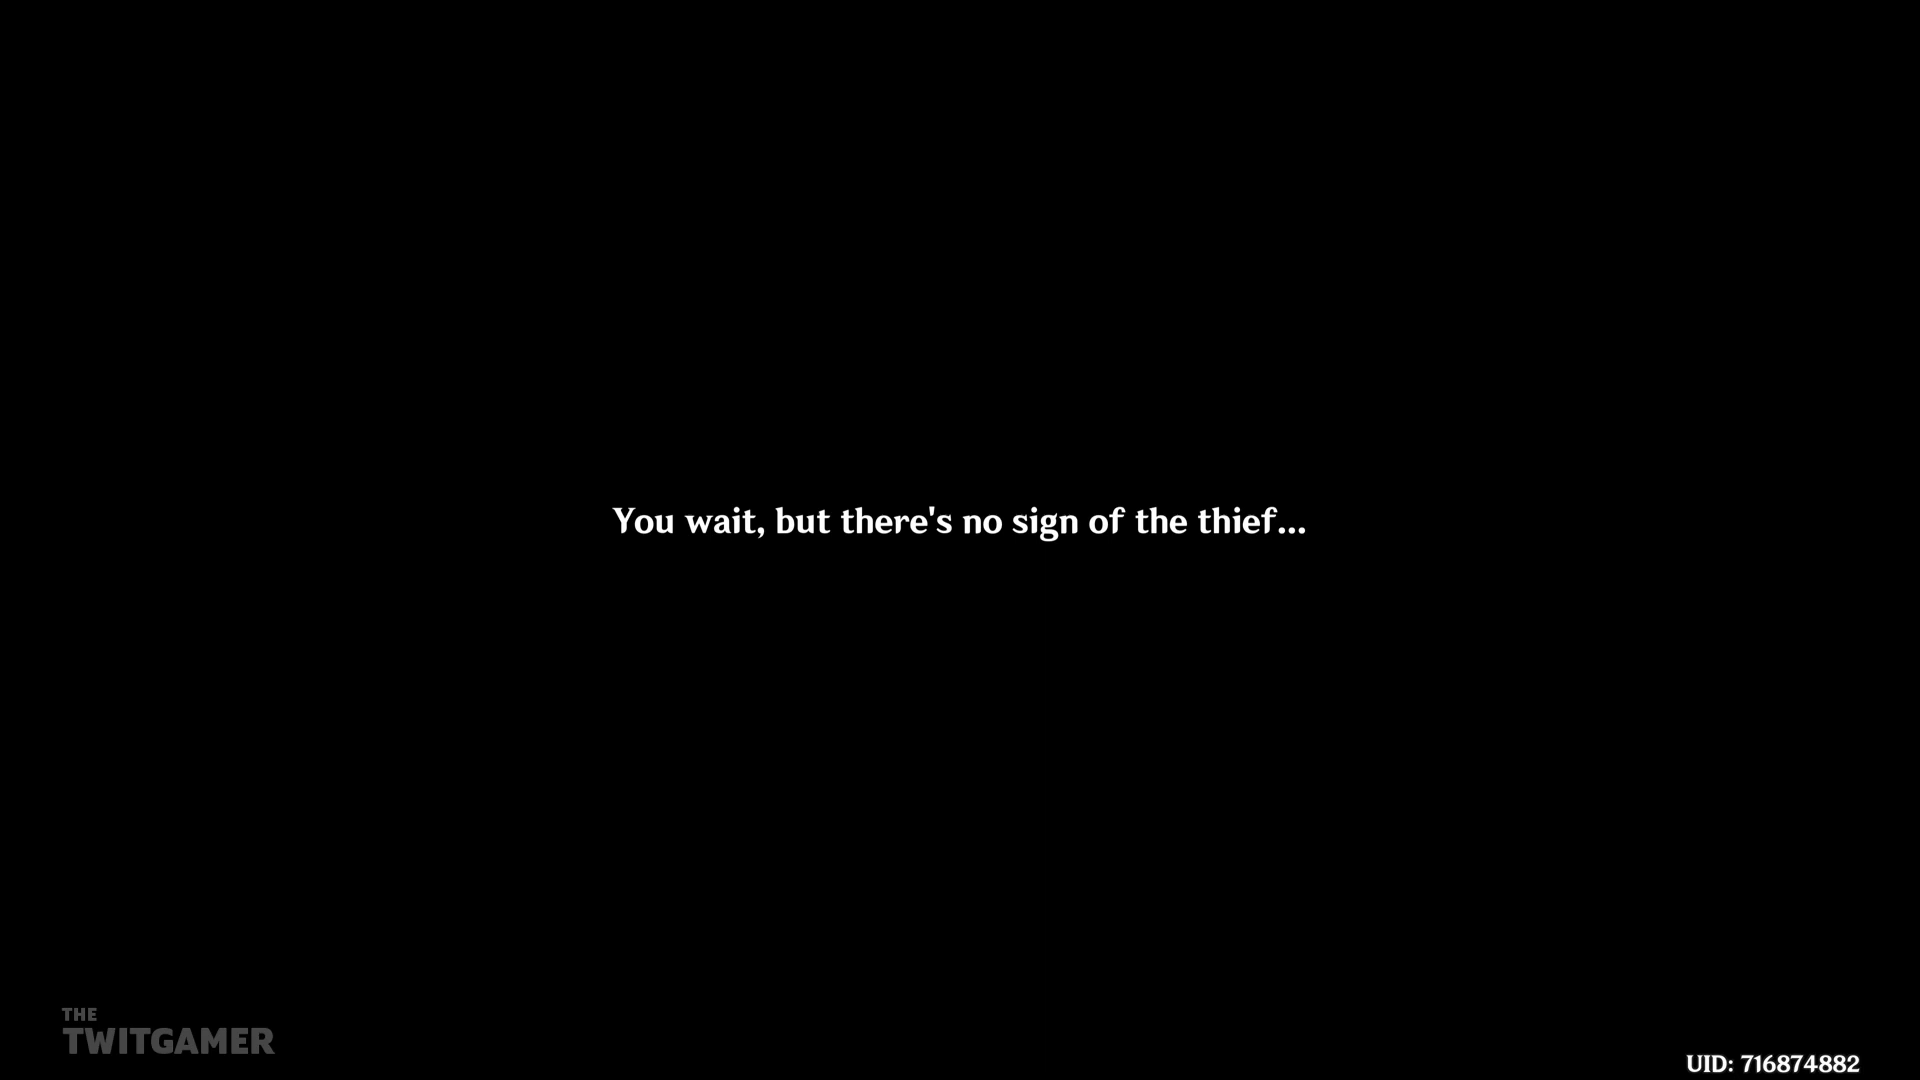 You wait, but there's no sign of the thief...
THE
TWITGAMER
UID: 716874882